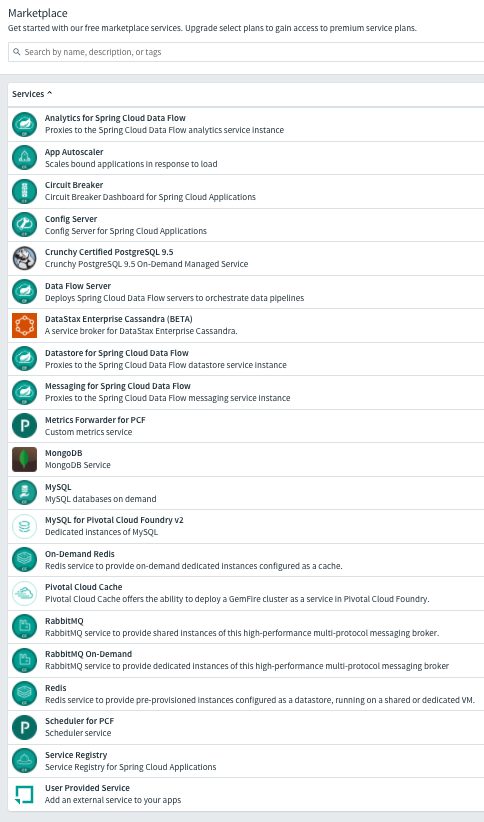 Marketplace
Get started with our free marketplace services. Upgrade select plans to gain access to premium service plans.
Search by name, description, or tags
Services
Analytics for Spring Cloud Data Flow
Proxies to the Spring Cloud Data Flow analytics service instance
App Autoscaler
Scales bound applications in response to load
Circuit Breaker
Circuit Breaker Dashboard for Spring Cloud Applications
Config Server
Config Server for Spring Cloud Applications
Crunchy Certified PostgreSQL 9.5
Crunchy PostgreSQL 9.5 On-Demand Managed Service
Data Flow Server
Deploys Spring Cloud Data Flow servers to orchestrate data pipelines
DataStax Enterprise Cassandra (BETA)
A service broker for DataStax Enterprise Cassandra.
Datastore for Spring Cloud Data Flow
Proxies to the Spring Cloud Data Flow datastore service instance
Messaging for Spring Cloud Data Flow
Proxies to the Spring Cloud Data Flow messaging service instance
P
Metrics Forwarder for PCF
Custom metrics service
MongoDB
MongoDB Service
MySQL
MySQL databases on demand
MySQL for Pivotal Cloud Foundry v2
Dedicated instances of MySQL
On-Demand Redis
Redis service to provide on-demand dedicated instances configured as a cache.
Pivotal Cloud Cache
Pivotal Cloud Cache offers the ability to deploy a GemFire cluster as a service in Pivotal Cloud Foundry.
RabbitMQ
RabbitMQ service to provide shared instances of this high-performance multi-protocol messaging broker.
RabbitMQ On-Demand
RabbitMQ service to provide dedicated instances of this high-performance multi-protocol messaging broker
Redis
Redis service to provide pre-provisioned instances configured as a datastore, running on a shared or dedicated VM.
P
Scheduler for PCF
Scheduler service
Service Registry
Service Registry for Spring Cloud Applications
User Provided Service
Add an external service to your apps